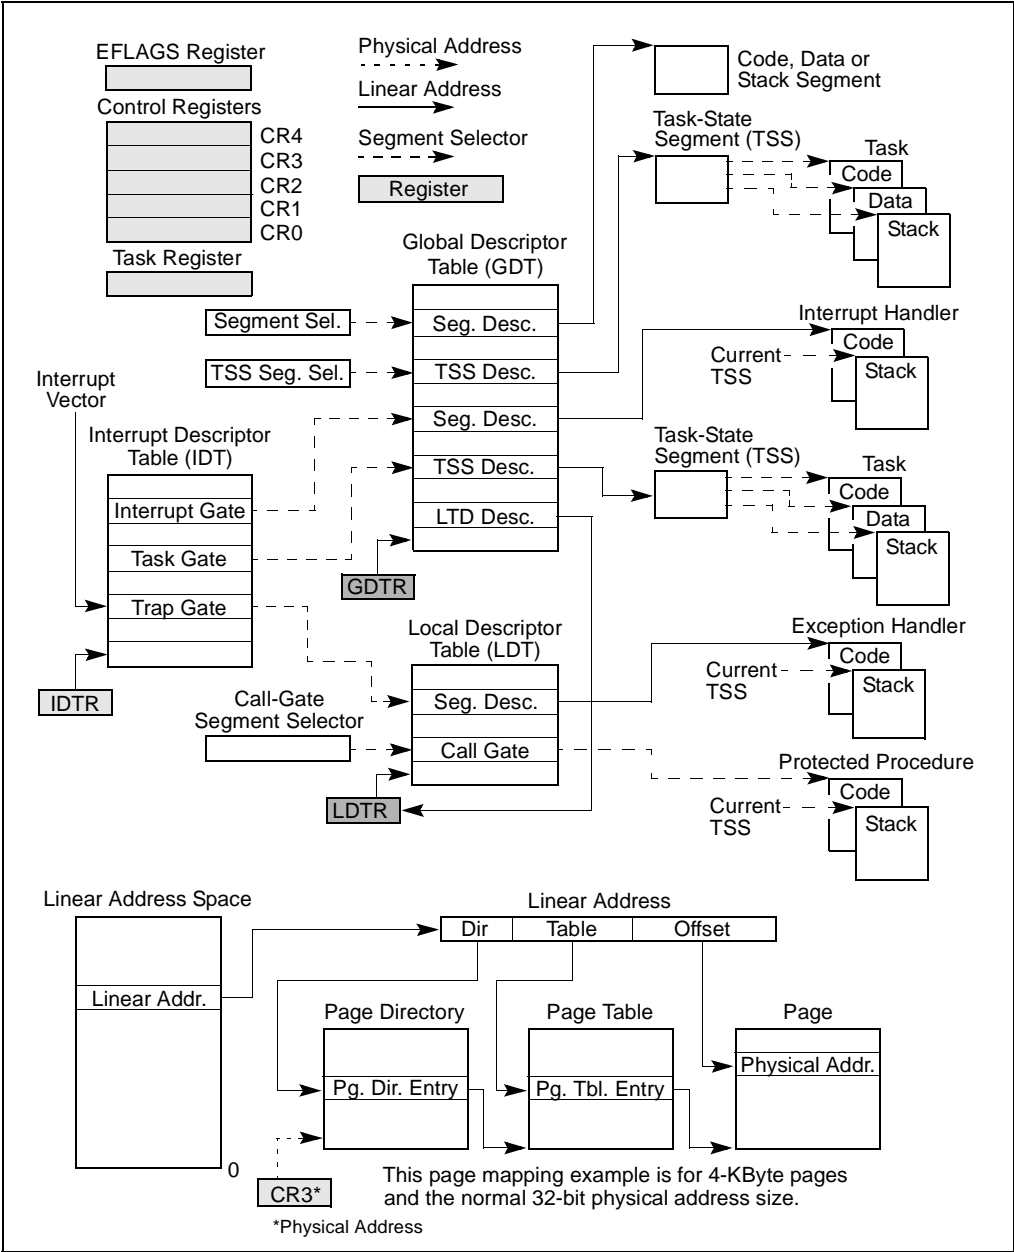 EFLAGS Register
Control Registers
CR4
CR3
CR2
CR1
CR0
Task Register
Physical Address
Linear Address
Segment Selector
Register
Code, Data or
Stack Segment
Task-State
Segment (TSS)
Task
Code
Data
Stack
Global Descriptor
Table (GDT)
Segment Sel.
Seg. Desc.
TSS Seg. Sel.
TSS Desc.
Seg. Desc.
TSS Desc.
LTD Desc.
GDTR
Interrupt Handler
Code
Stack
Current
TSS
Interrupt
Vector
Interrupt Descriptor
Table (IDT)
Interrupt Gate
Task Gate
Trap Gate
IDTR
Task-State
Segment (TSS)
Task
Code
Data
Stack
Local Descriptor
Table (LDT)
Seg. Desc.
Call Gate
Call-Gate
Segment Selector
LDTR
Exception Handler
Code
Stack
Current
TSS
Protected Procedure
Code
Stack
Current
TSS
Linear Address Space
Linear Addr.
0
Linear Address
Dir Table Offset
Page Directory
Pg. Dir. Entry
Page Table
Pg. Tbl. Entry
Page
Physical Addr.
CR3*
*Physical Address
This page mapping example is for 4-KByte pages
and the normal 32-bit physical address size.